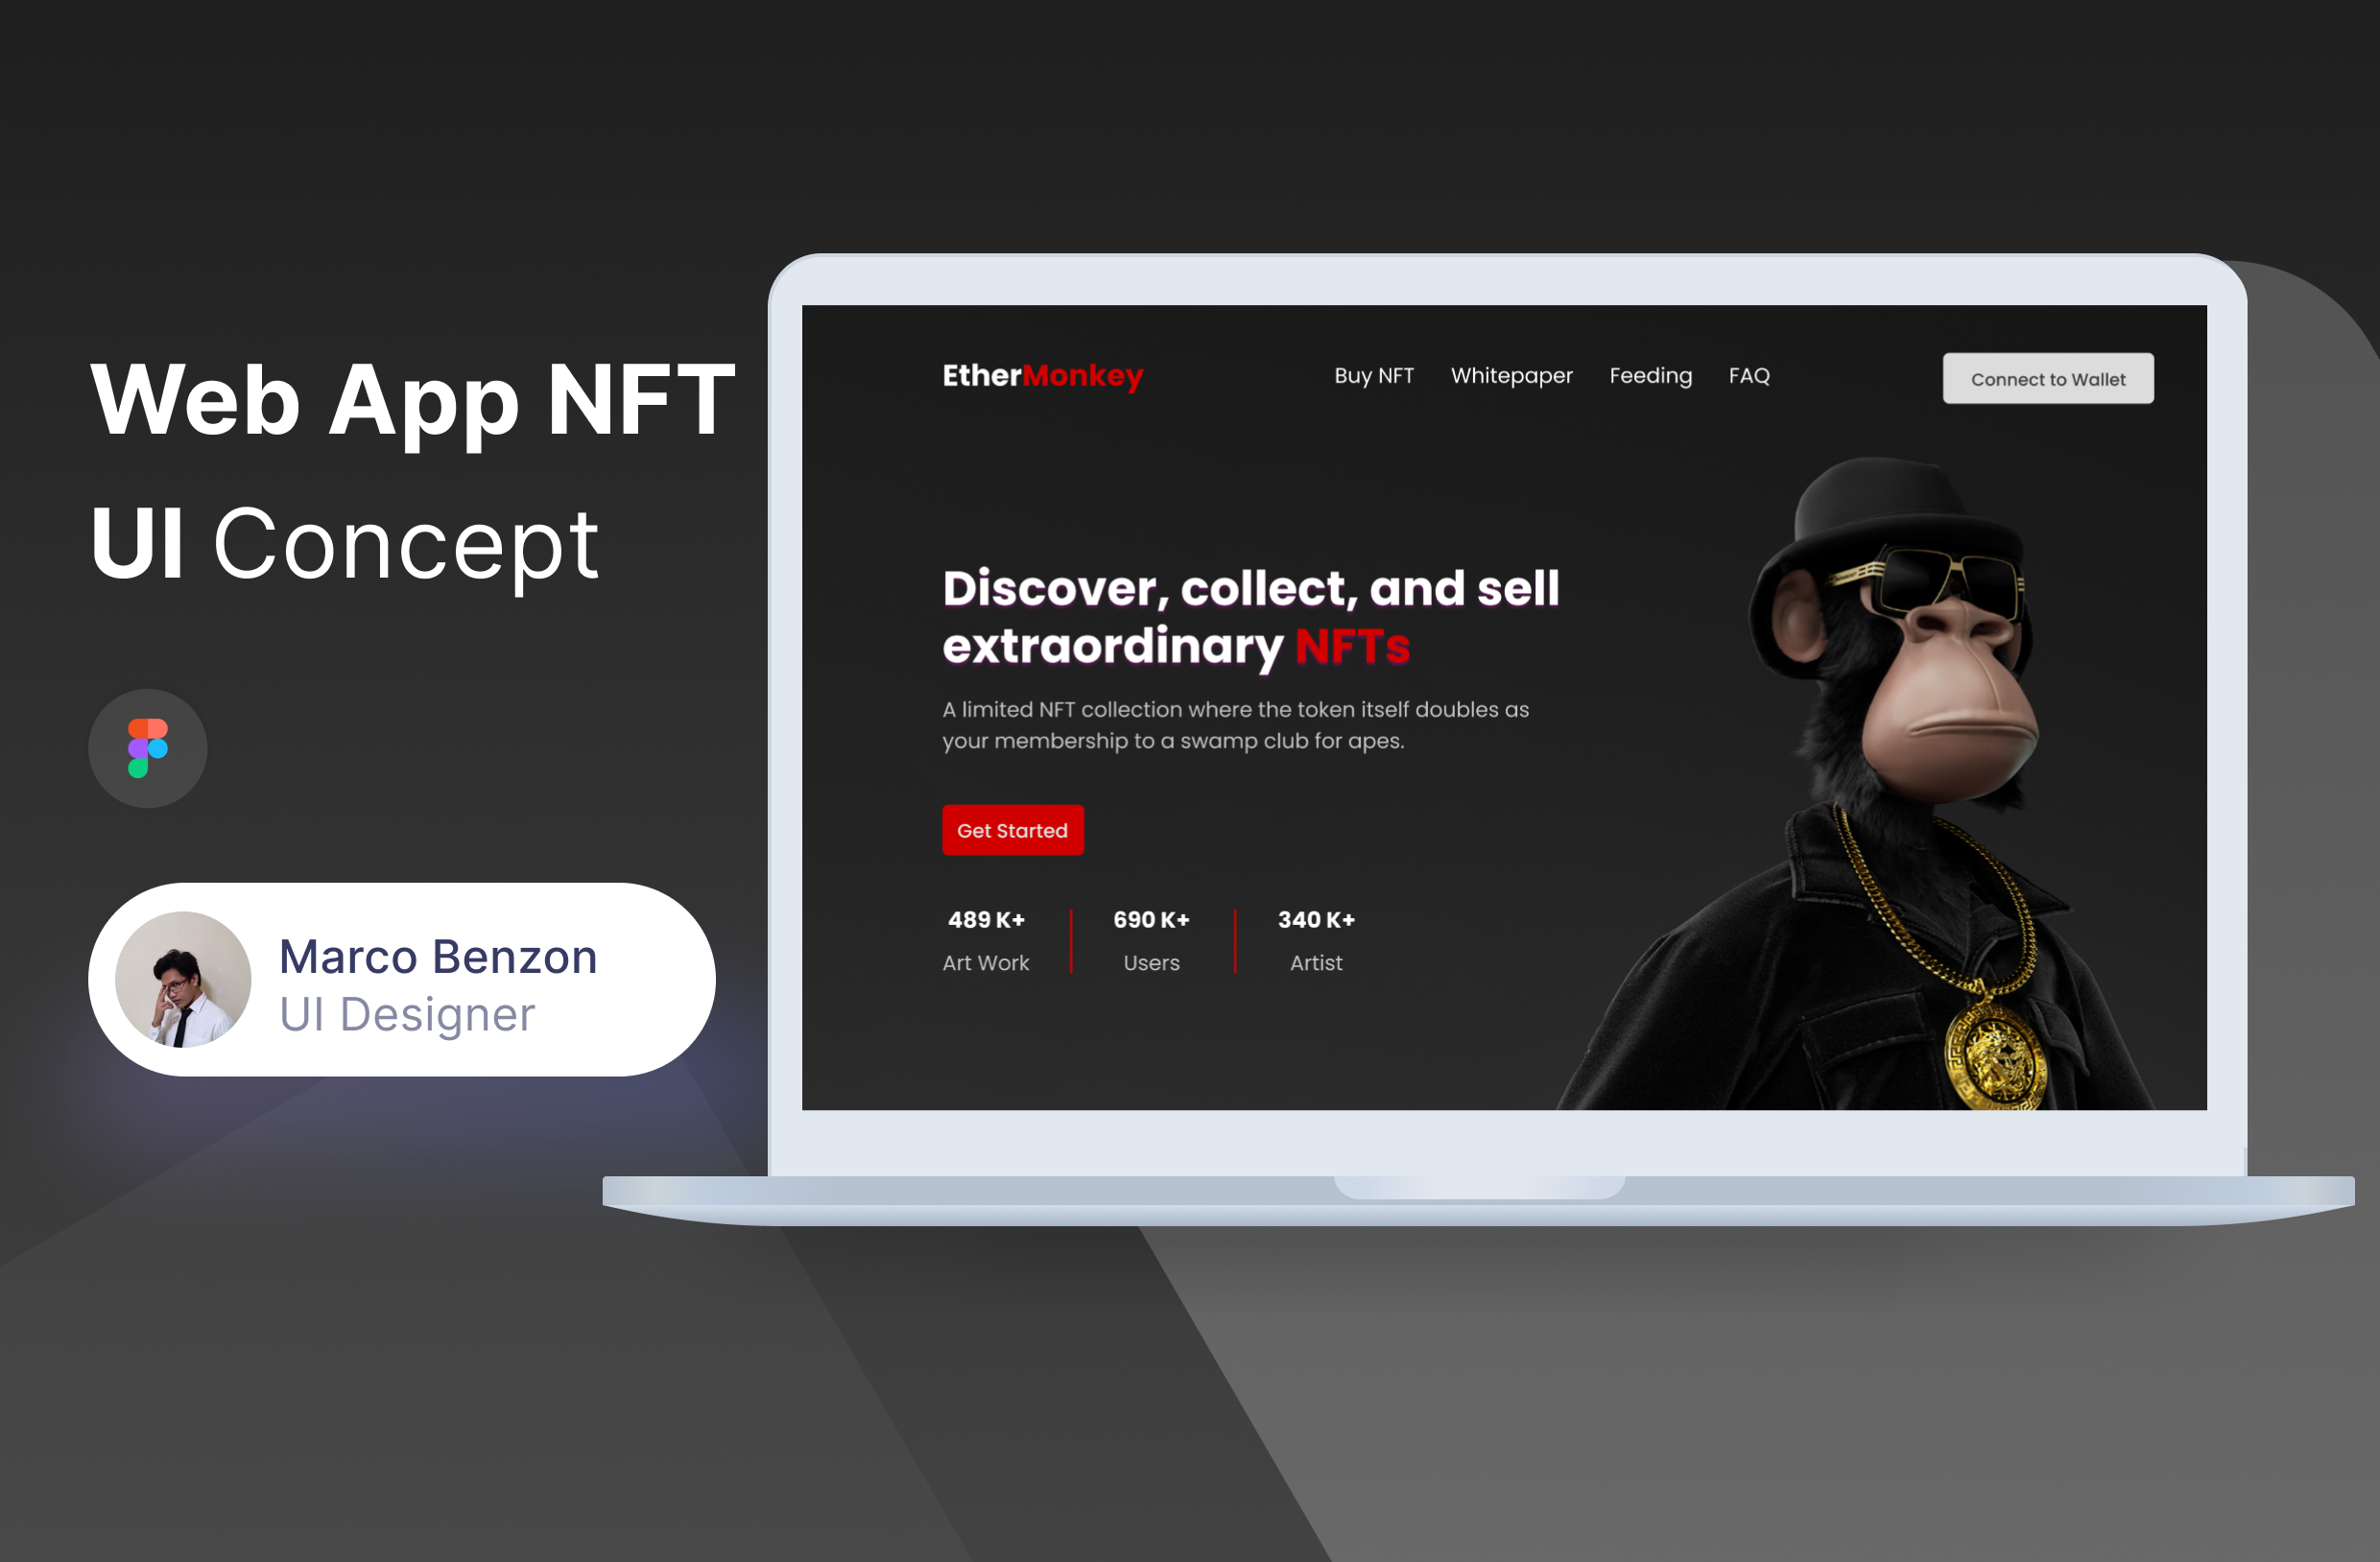 Web App NFT
UI Concept
Marco Benzon
UI Designer
EtherMonkey
Buy NFT
Whitepaper
Feeding
FAQ
Connect to Wallet
Discover, collect, and sell
extraordinary NFTs
A limited NFT collection where the token itself doubles as
your membership to a swamp club for apes.
Get Started
489 K+
Art Work
690 K+
Users
340 K+
Artist